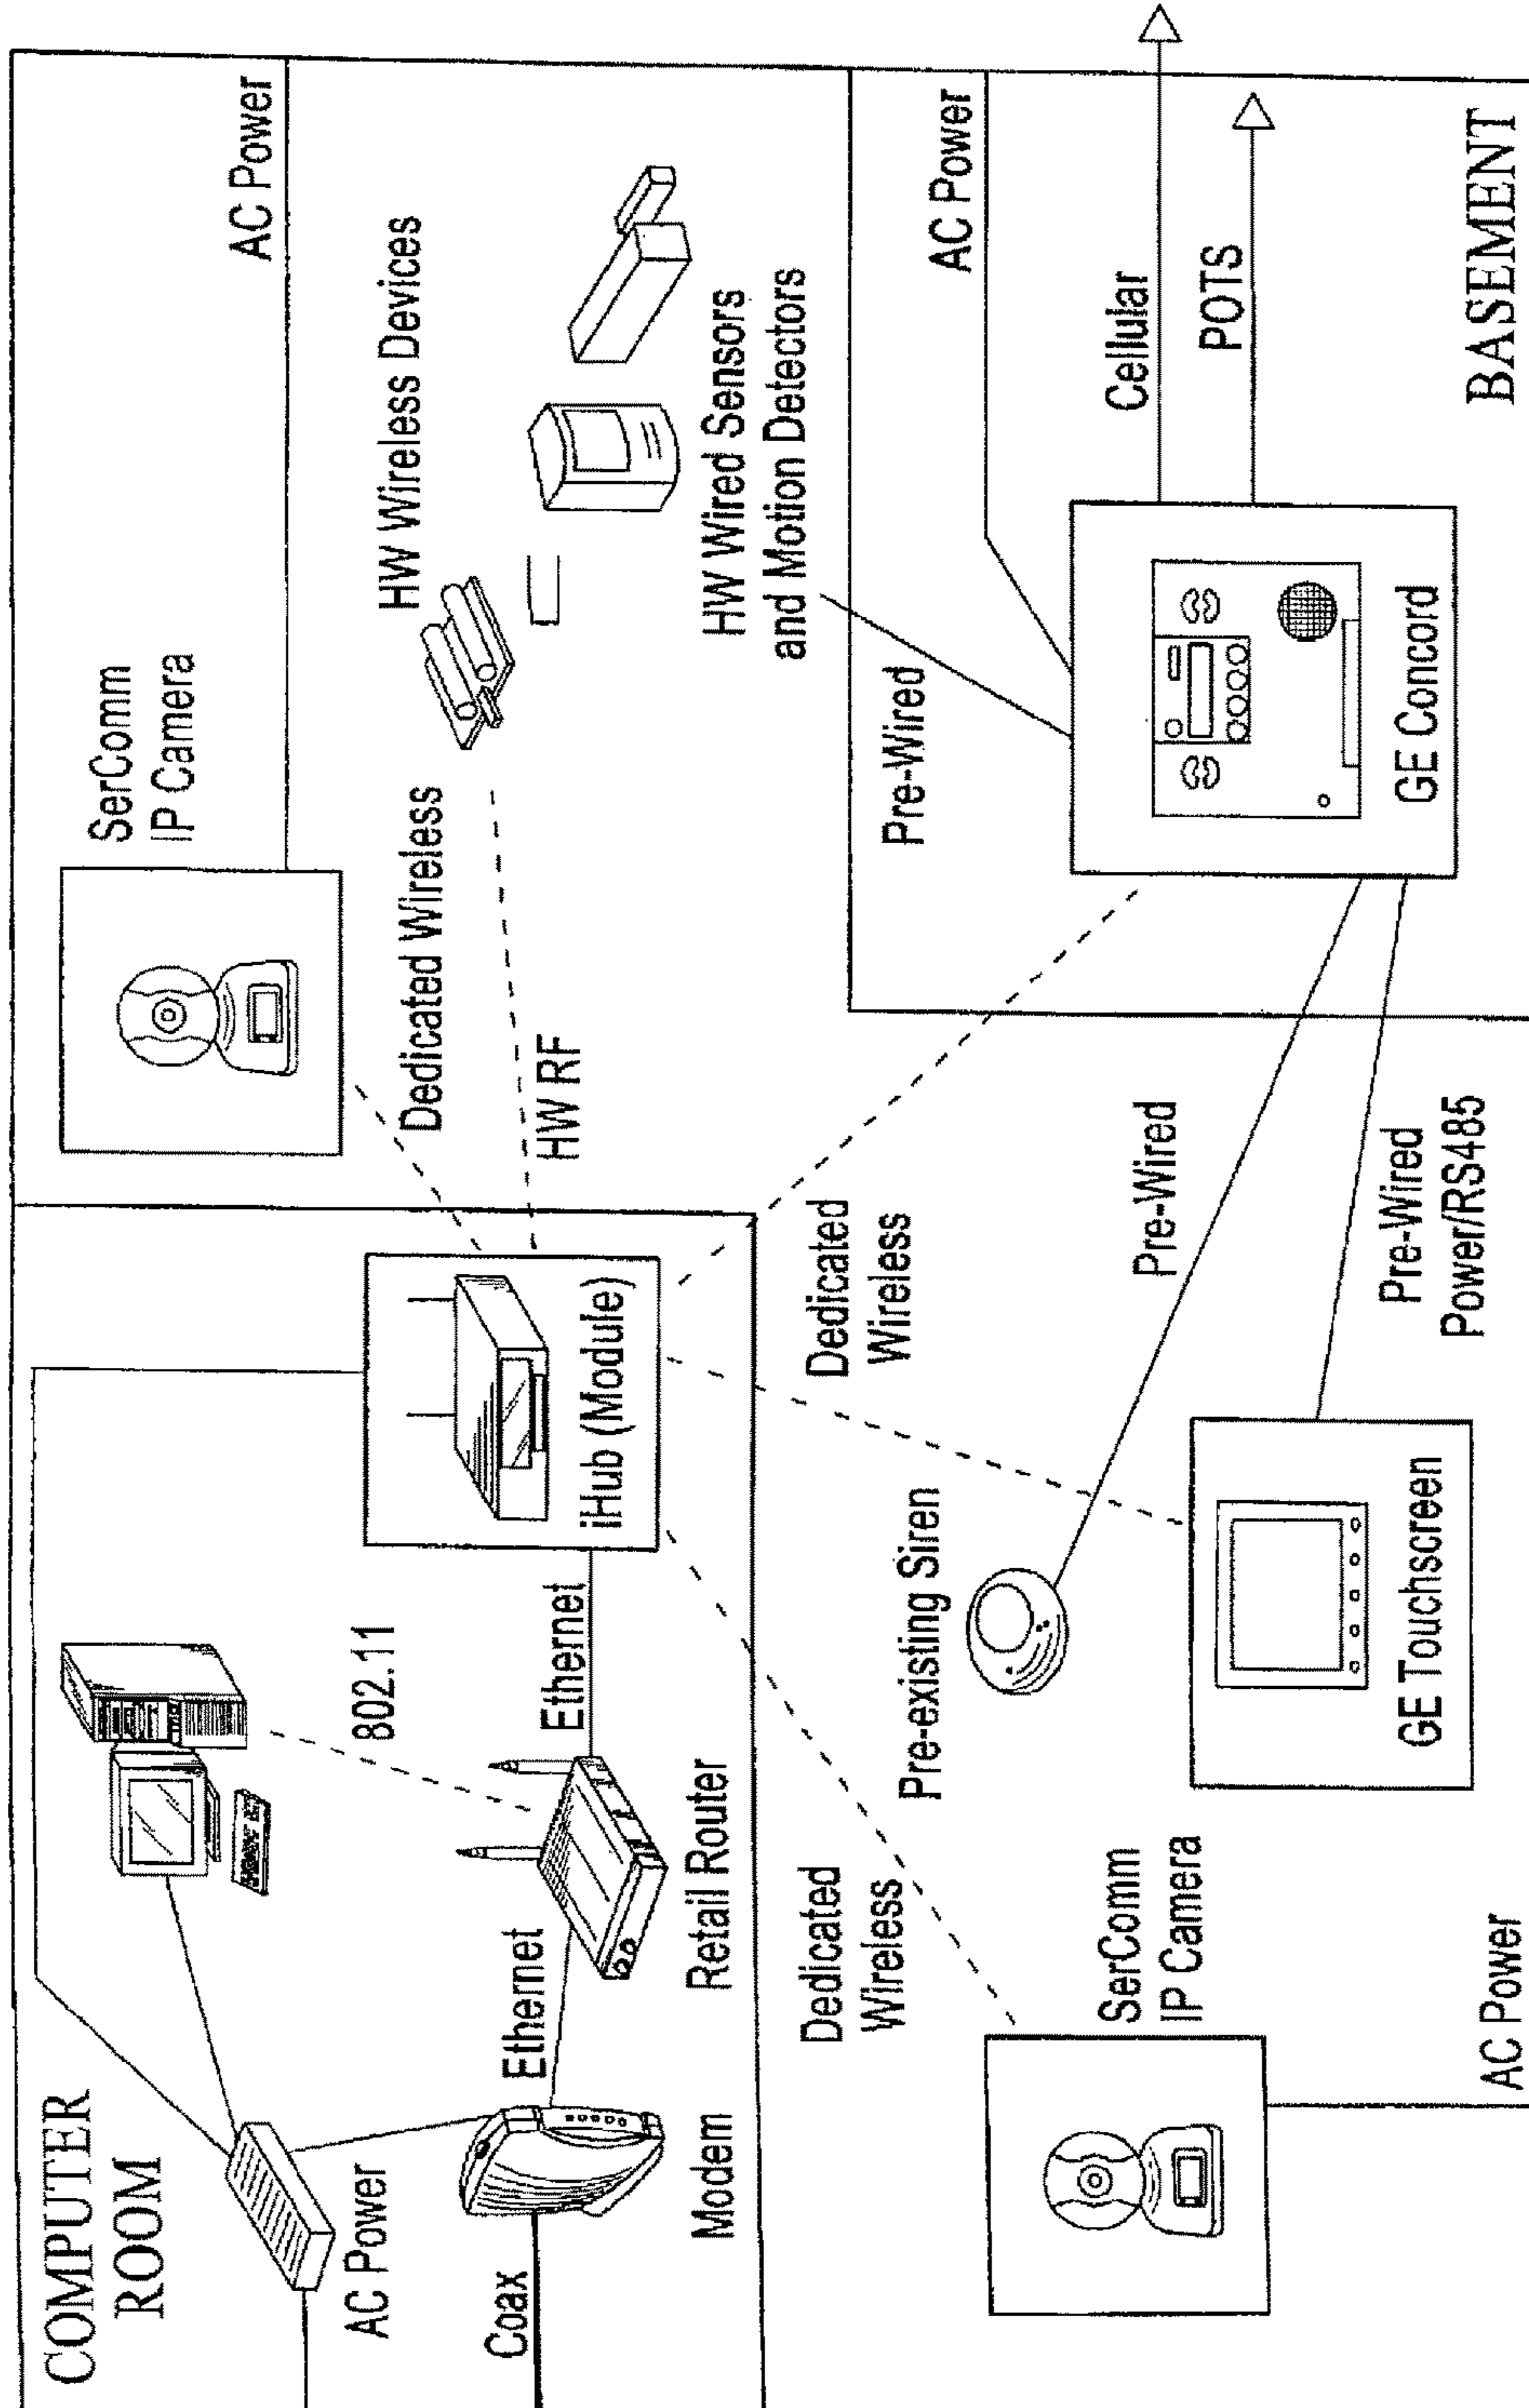 COMPUTER
ROOM
AC Power
Coax
Modem
Ethernet
Retail Router
802.11
Ethernet
iHub (Module)
SerComm
IP Camera
AC Power
Dedicated Wireless
HW RF
HW Wireless Devices
HW Wired Sensors
and Motion Detectors
Dedicated
Wireless
SerComm
IP Camera
AC Power
Pre-existing Siren
GE Touchscreen
Dedicated
Wireless
Pre-Wired
Pre-Wired
Power/RS485
Pre-Wired
AC Power
Cellular
POTS
GE Concord
BASEMENT